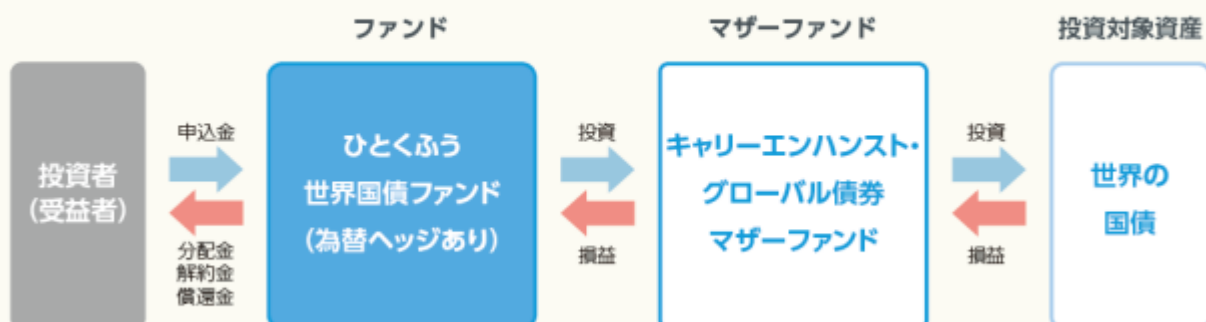 ファンド
マザーファンド
投資対象資産
投資者
(受益者)
申込金
分配金
解約金
償還金
ひとくふう
世界国債ファンド
(為替ヘッジあり)
投資
損益
キャリーエンハンスト・
グローバル債券
マザーファンド
投資
損益
世界の
国債